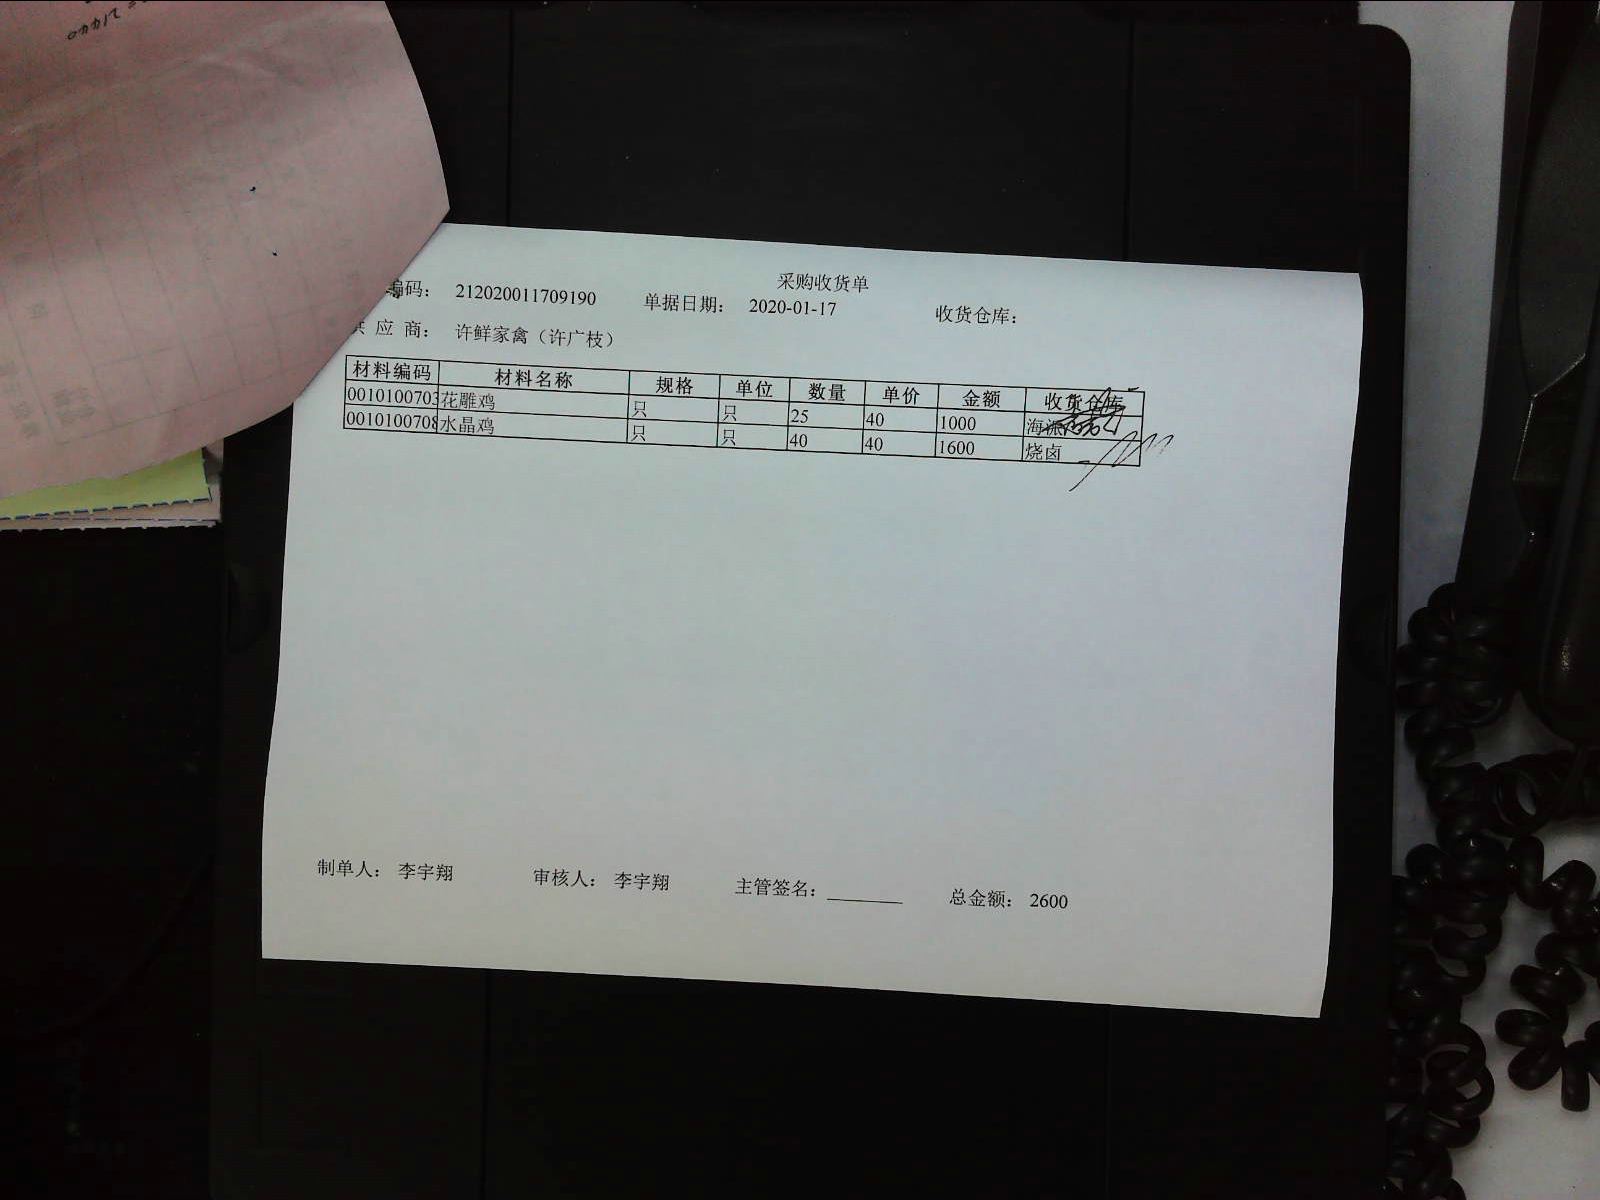 采购收货单
编码： 212020011709190 单据日期： 2020-01-17 收货仓库：
供 应 商： 许鲜家禽（许广枝）
材料编码 材料名称 规格 单位 数量 单价 金额 收货仓库
0010100703 花雕鸡 只 只 25 40 1000 海派
0010100708 水晶鸡 只 只 40 40 1600 烧卤
制单人： 李宇翔 审核人： 李宇翔 主管签名： 总金额： 2600